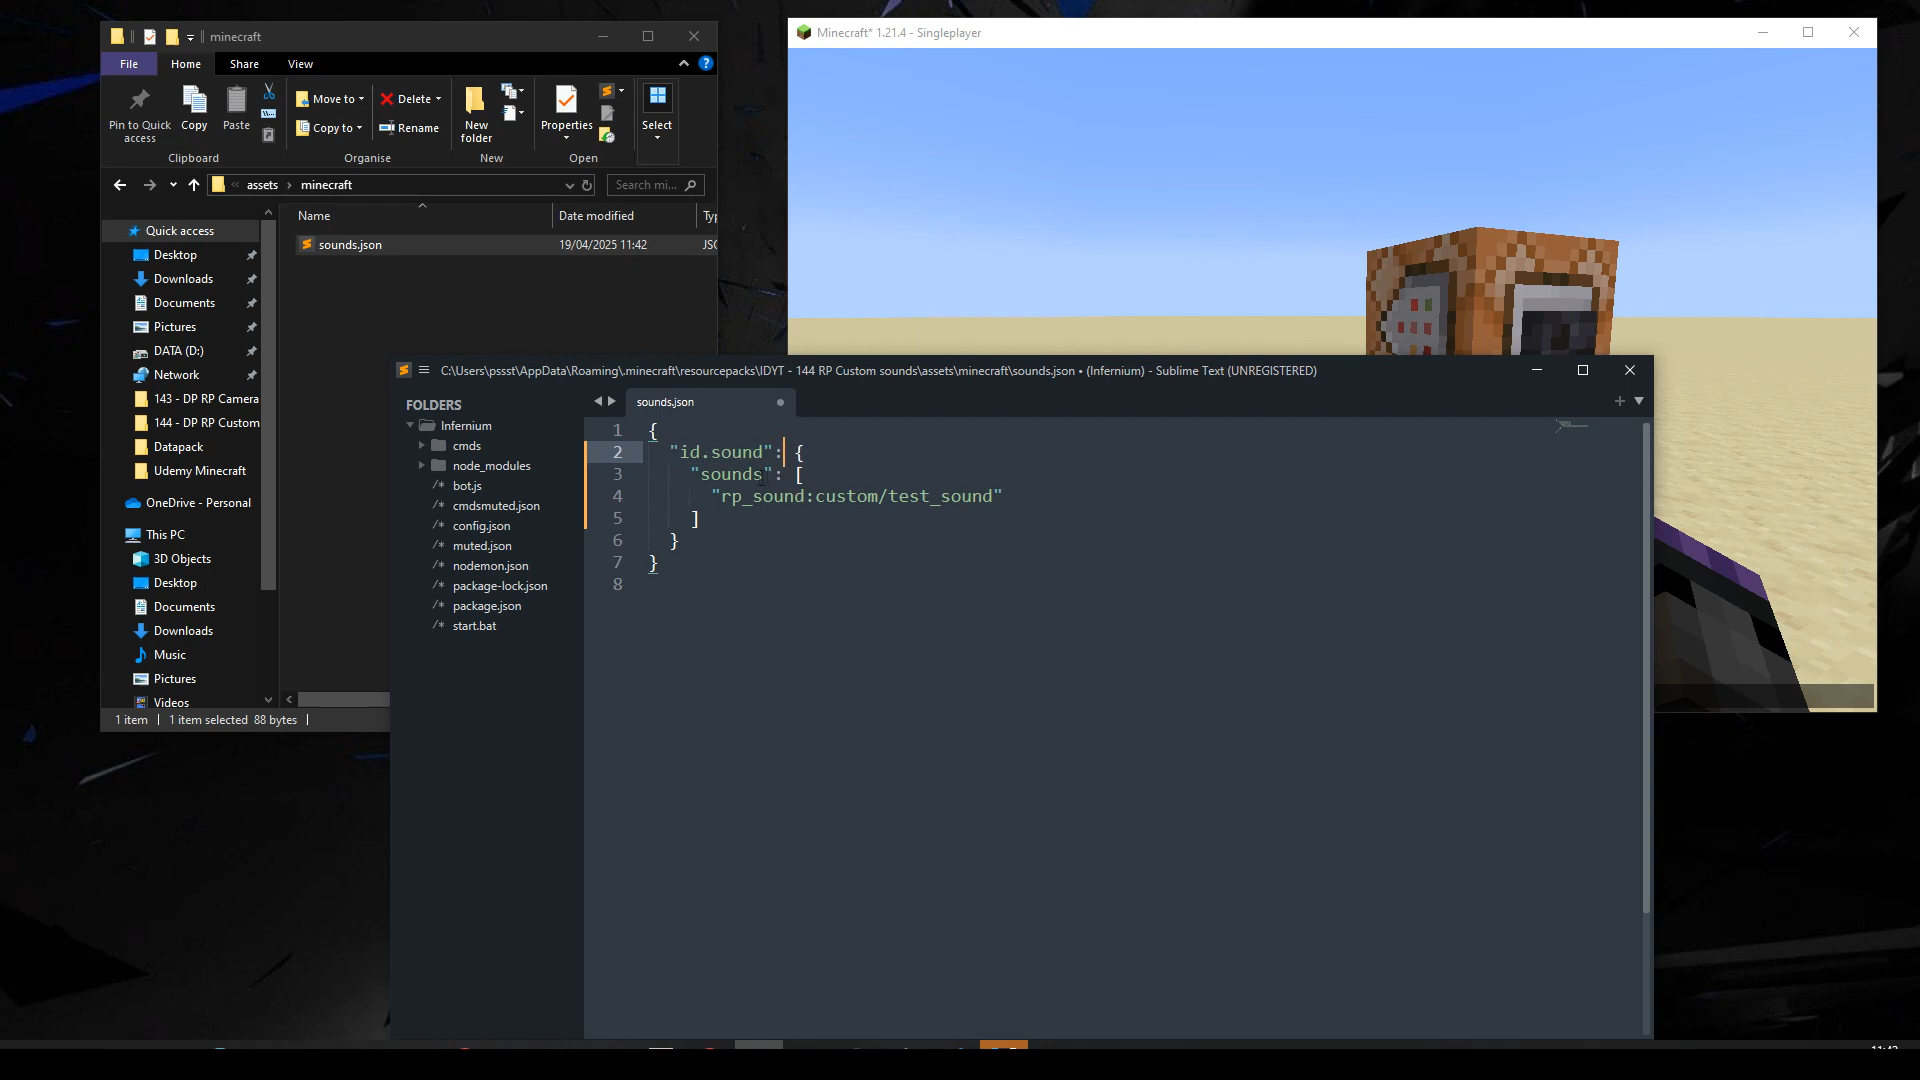 minecraft
File
Home
Share
View
Pin to Quick access
Copy
Paste
Move to
Copy to
Delete
Rename
New folder
Properties
Select
Clipboard
Organise
New
Open
« assets › minecraft
Search mi...
Name
Date modified
sounds.json
19/04/2025 11:42
Quick access
Desktop
Downloads
Documents
Pictures
DATA (D:)
Network
143 - DP RP Camera
144 - DP RP Custom
Datapack
Udemy Minecraft
OneDrive - Personal
This PC
3D Objects
Desktop
Documents
Downloads
Music
Pictures
Videos
1 item
1 item selected 88 bytes
Minecraft* 1.21.4 - Singleplayer
C:\Users\pssst\AppData\Roaming\.minecraft\resourcepacks\IDYT - 144 RP Custom sounds\assets\minecraft\sounds.json • (Infernium) - Sublime Text (UNREGISTERED)
FOLDERS
Infernium
cmds
node_modules
/* bot.js
/* cmdsmuted.json
/* config.json
/* muted.json
/* nodemon.json
/* package-lock.json
/* package.json
/* start.bat
sounds.json
1 {
2 "id.sound": {
3 "sounds": [
4 "rp_sound:custom/test_sound"
5 ]
6 }
7 }
8